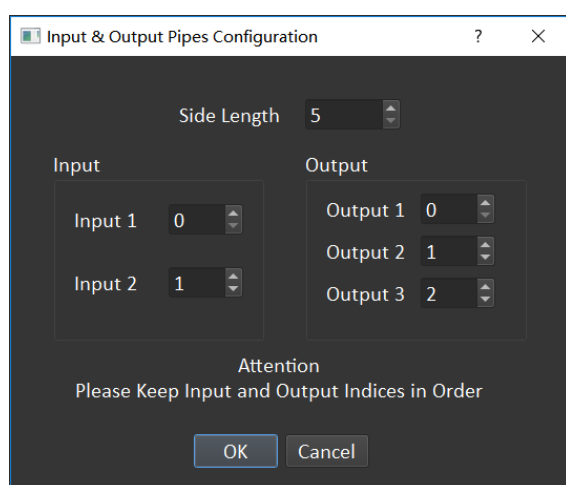 Input & Output Pipes Configuration ? ×
Side Length 5
Input
Input 1 0
Input 2 1
Output
Output 1 0
Output 2 1
Output 3 2
Attention
Please Keep Input and Output Indices in Order
OK Cancel